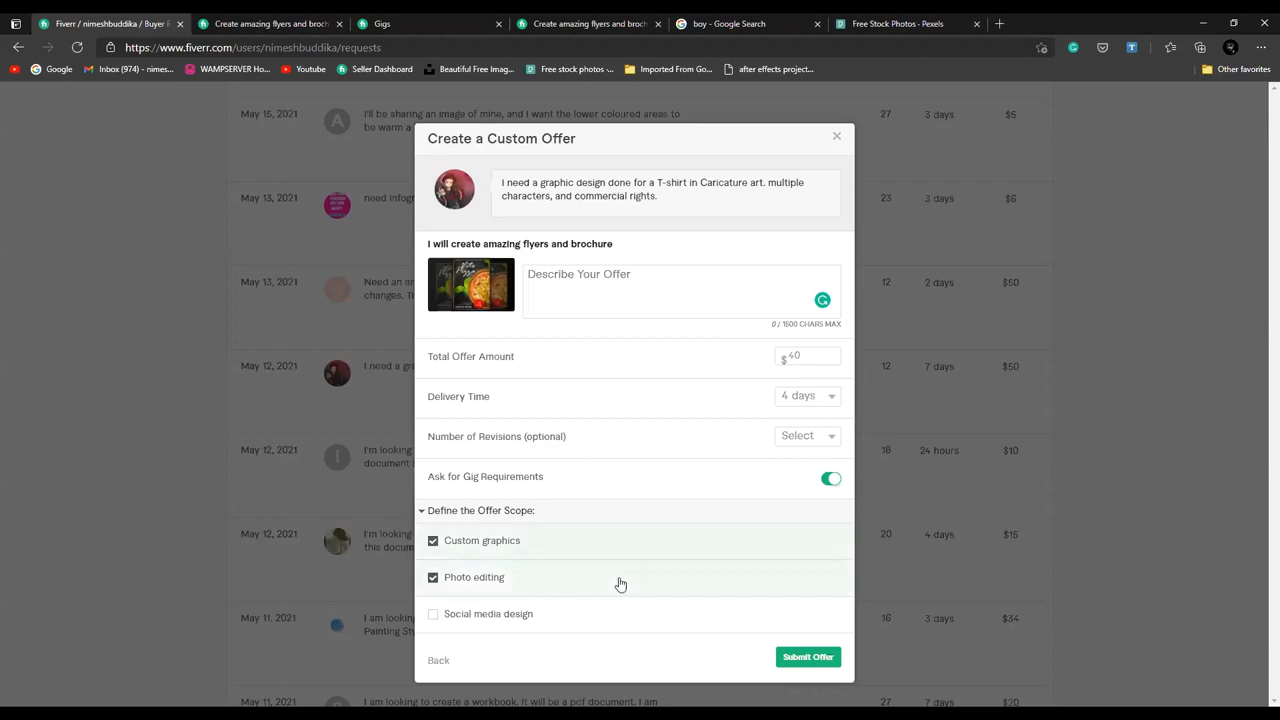 Fiverr / nimeshbuddika / Buyer R
Create amazing flyers and broch
Gigs
Create amazing flyers and broch
boy - Google Search
Free Stock Photos - Pexels
https://www.fiverr.com/users/nimeshbuddika/requests
Google
Inbox (974) - nimes...
WAMPSERVER Ho...
Youtube
Seller Dashboard
Beautiful Free Imag...
Free stock photos -...
Imported From Go...
after effects project...
Other favorites
May 15, 2021
A
I'll be sharing an image of mine, and I want the lower coloured areas to
be warm a
27
3 days
$5
May 13, 2021
need infog
23
3 days
$6
May 13, 2021
Need an ar
changes. Tr
12
2 days
$50
May 12, 2021
I need a gra
12
7 days
$50
May 12, 2021
I
I'm looking
document s
18
24 hours
$10
May 12, 2021
I'm looking
this docum
20
4 days
$15
May 11, 2021
I am lookin
Painting Sty
16
3 days
$34
May 11, 2021
I am looking to create a workbook. It will be a pdf document. I am
27
7 days
$20
Create a Custom Offer
I need a graphic design done for a T-shirt in Caricature art. multiple
characters, and commercial rights.
I will create amazing flyers and brochure
Describe Your Offer
0 / 1500 CHARS MAX
Total Offer Amount
$40
Delivery Time
4 days
Number of Revisions (optional)
Select
Ask for Gig Requirements
Define the Offer Scope:
Custom graphics
Photo editing
Social media design
Back
Submit Offer